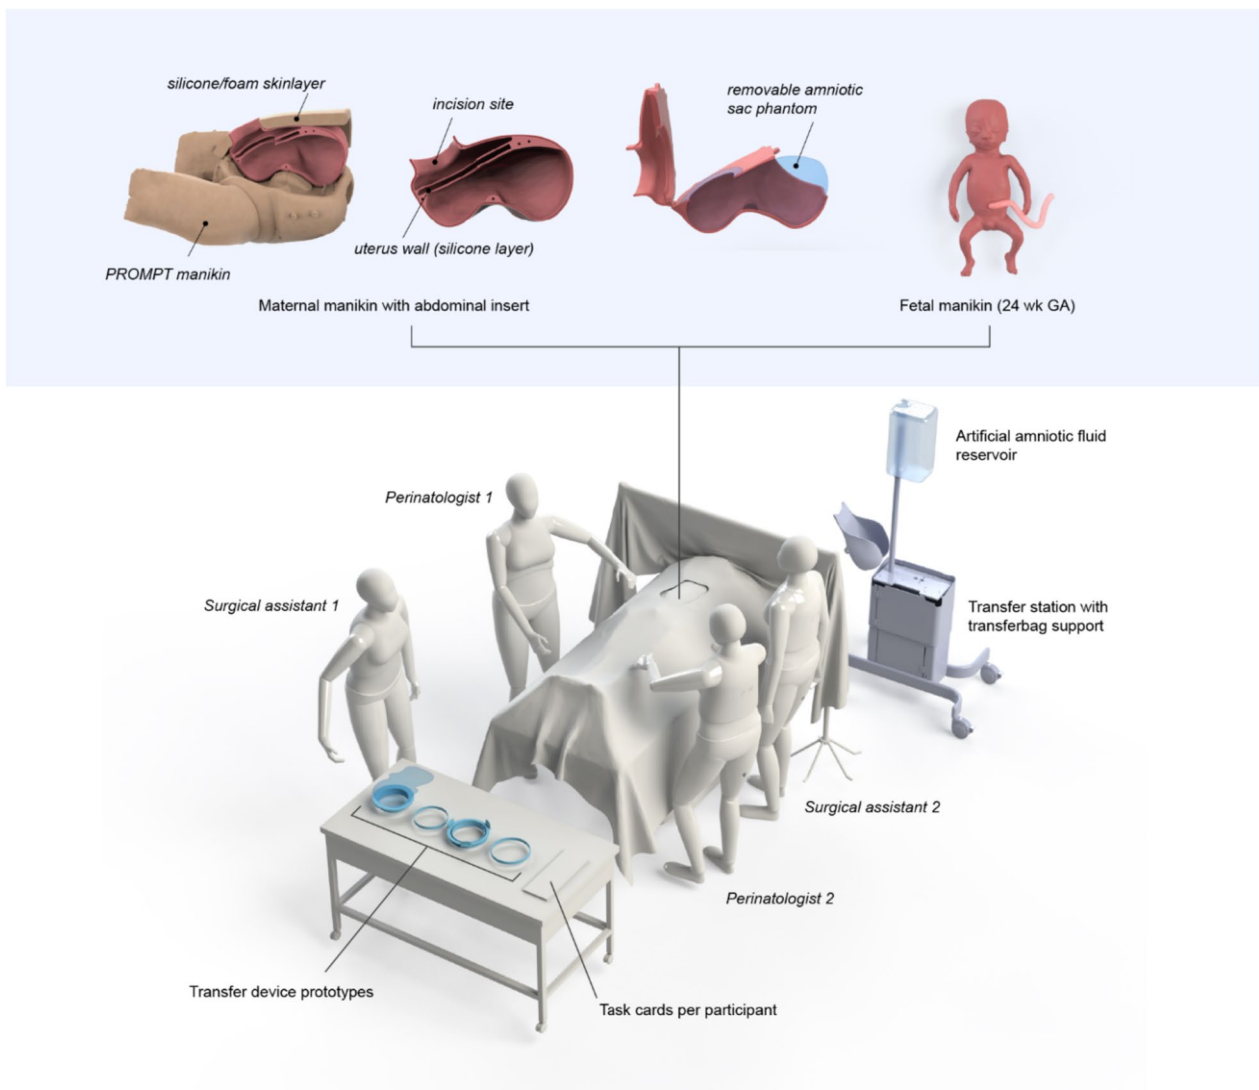 silicone/foam skinlayer
incision site
removable amniotic
sac phantom
uterus wall (silicone layer)
PROMPT manikin
Maternal manikin with abdominal insert
Fetal manikin (24 wk GA)
Artificial amniotic fluid
reservoir
Perinatologist 1
Surgical assistant 1
Transfer station with
transferbag support
Surgical assistant 2
Perinatologist 2
Transfer device prototypes
Task cards per participant